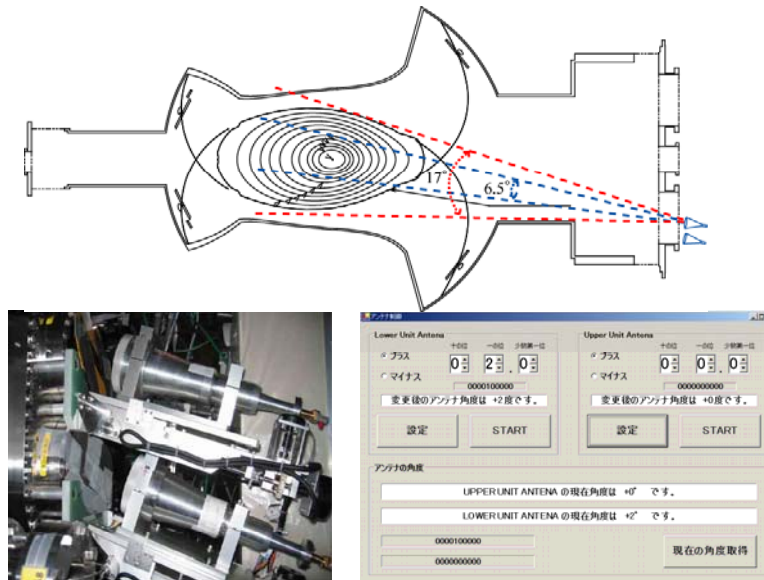 17°
6.5°
アンテナ制御
Lower Unit Antena
十の位 一の位 少数第一位
プラス
マイナス
0 2 . 0
0000100000
変更後のアンテナ角度は +2度です。
設定 START
Upper Unit Antena
十の位 一の位 少数第一位
プラス
マイナス
0 0 . 0
0000000000
変更後のアンテナ角度は +0度です。
設定 START
アンテナの角度
UPPER UNIT ANTENA の現在角度は +0° です。
LOWER UNIT ANTENA の現在角度は +2° です。
0000100000
0000000000
現在の角度取得